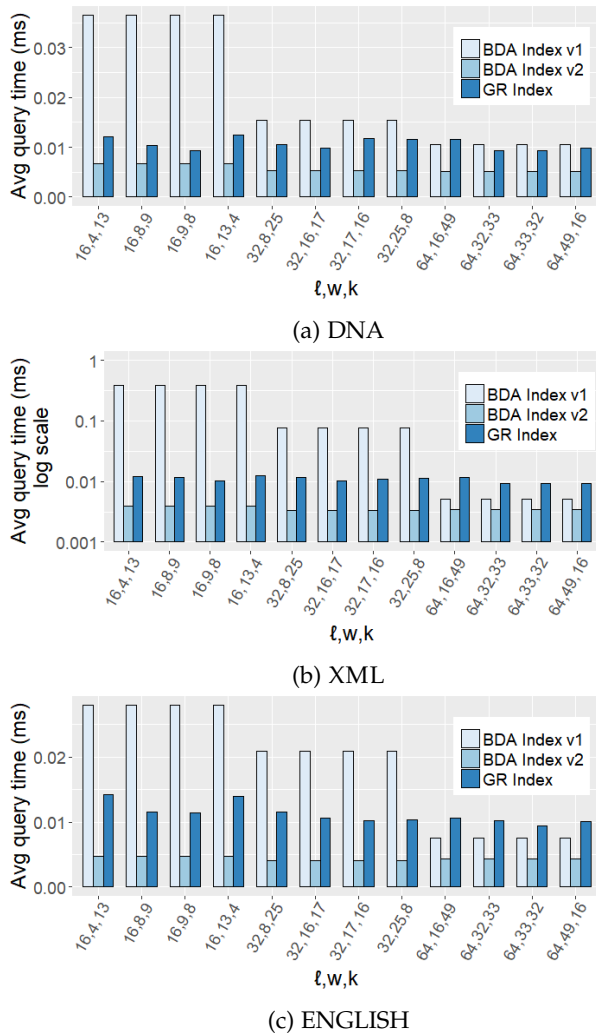 Avg query time (ms)
0.03
0.02
0.01
0.00
BDA Index v1
BDA Index v2
GR Index
16,4, 13
16,8,9
16,9,8
16, 13,4
32,8,25
32, 16,17
32, 17,16
32,25,8
64, 16,49
64,32,33
64,33,32
64,49, 16
ℓ,w,k
(a) DNA
Avg query time (ms)
log scale
1
0.1
0.01
0.001
BDA Index v1
BDA Index v2
GR Index
16,4, 13
16,8,9
16,9,8
16, 13,4
32,8,25
32, 16,17
32, 17,16
32,25,8
64, 16,49
64,32,33
64,33,32
64,49, 16
ℓ,w,k
(b) XML
Avg query time (ms)
0.02
0.01
0.00
BDA Index v1
BDA Index v2
GR Index
16,4, 13
16,8,9
16,9,8
16, 13,4
32,8,25
32, 16,17
32, 17,16
32,25,8
64, 16,49
64,32,33
64,33,32
64,49, 16
ℓ,w,k
(c) ENGLISH